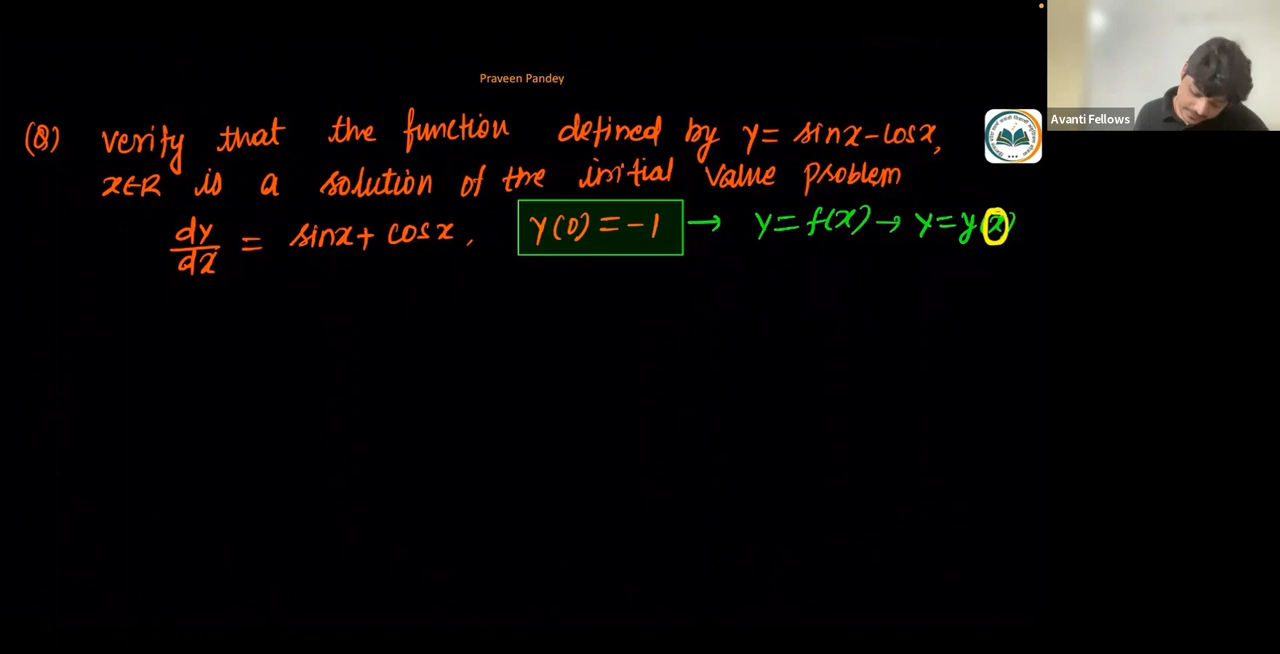 Praveen Pandey
Avanti Fellows
(Q) verify that the function defined by y = sinx - cosx,
x∈R is a solution of the initial value problem
dy/dx = sinx + cosx, y(0) = -1 → y = f(x) → y = y(x)